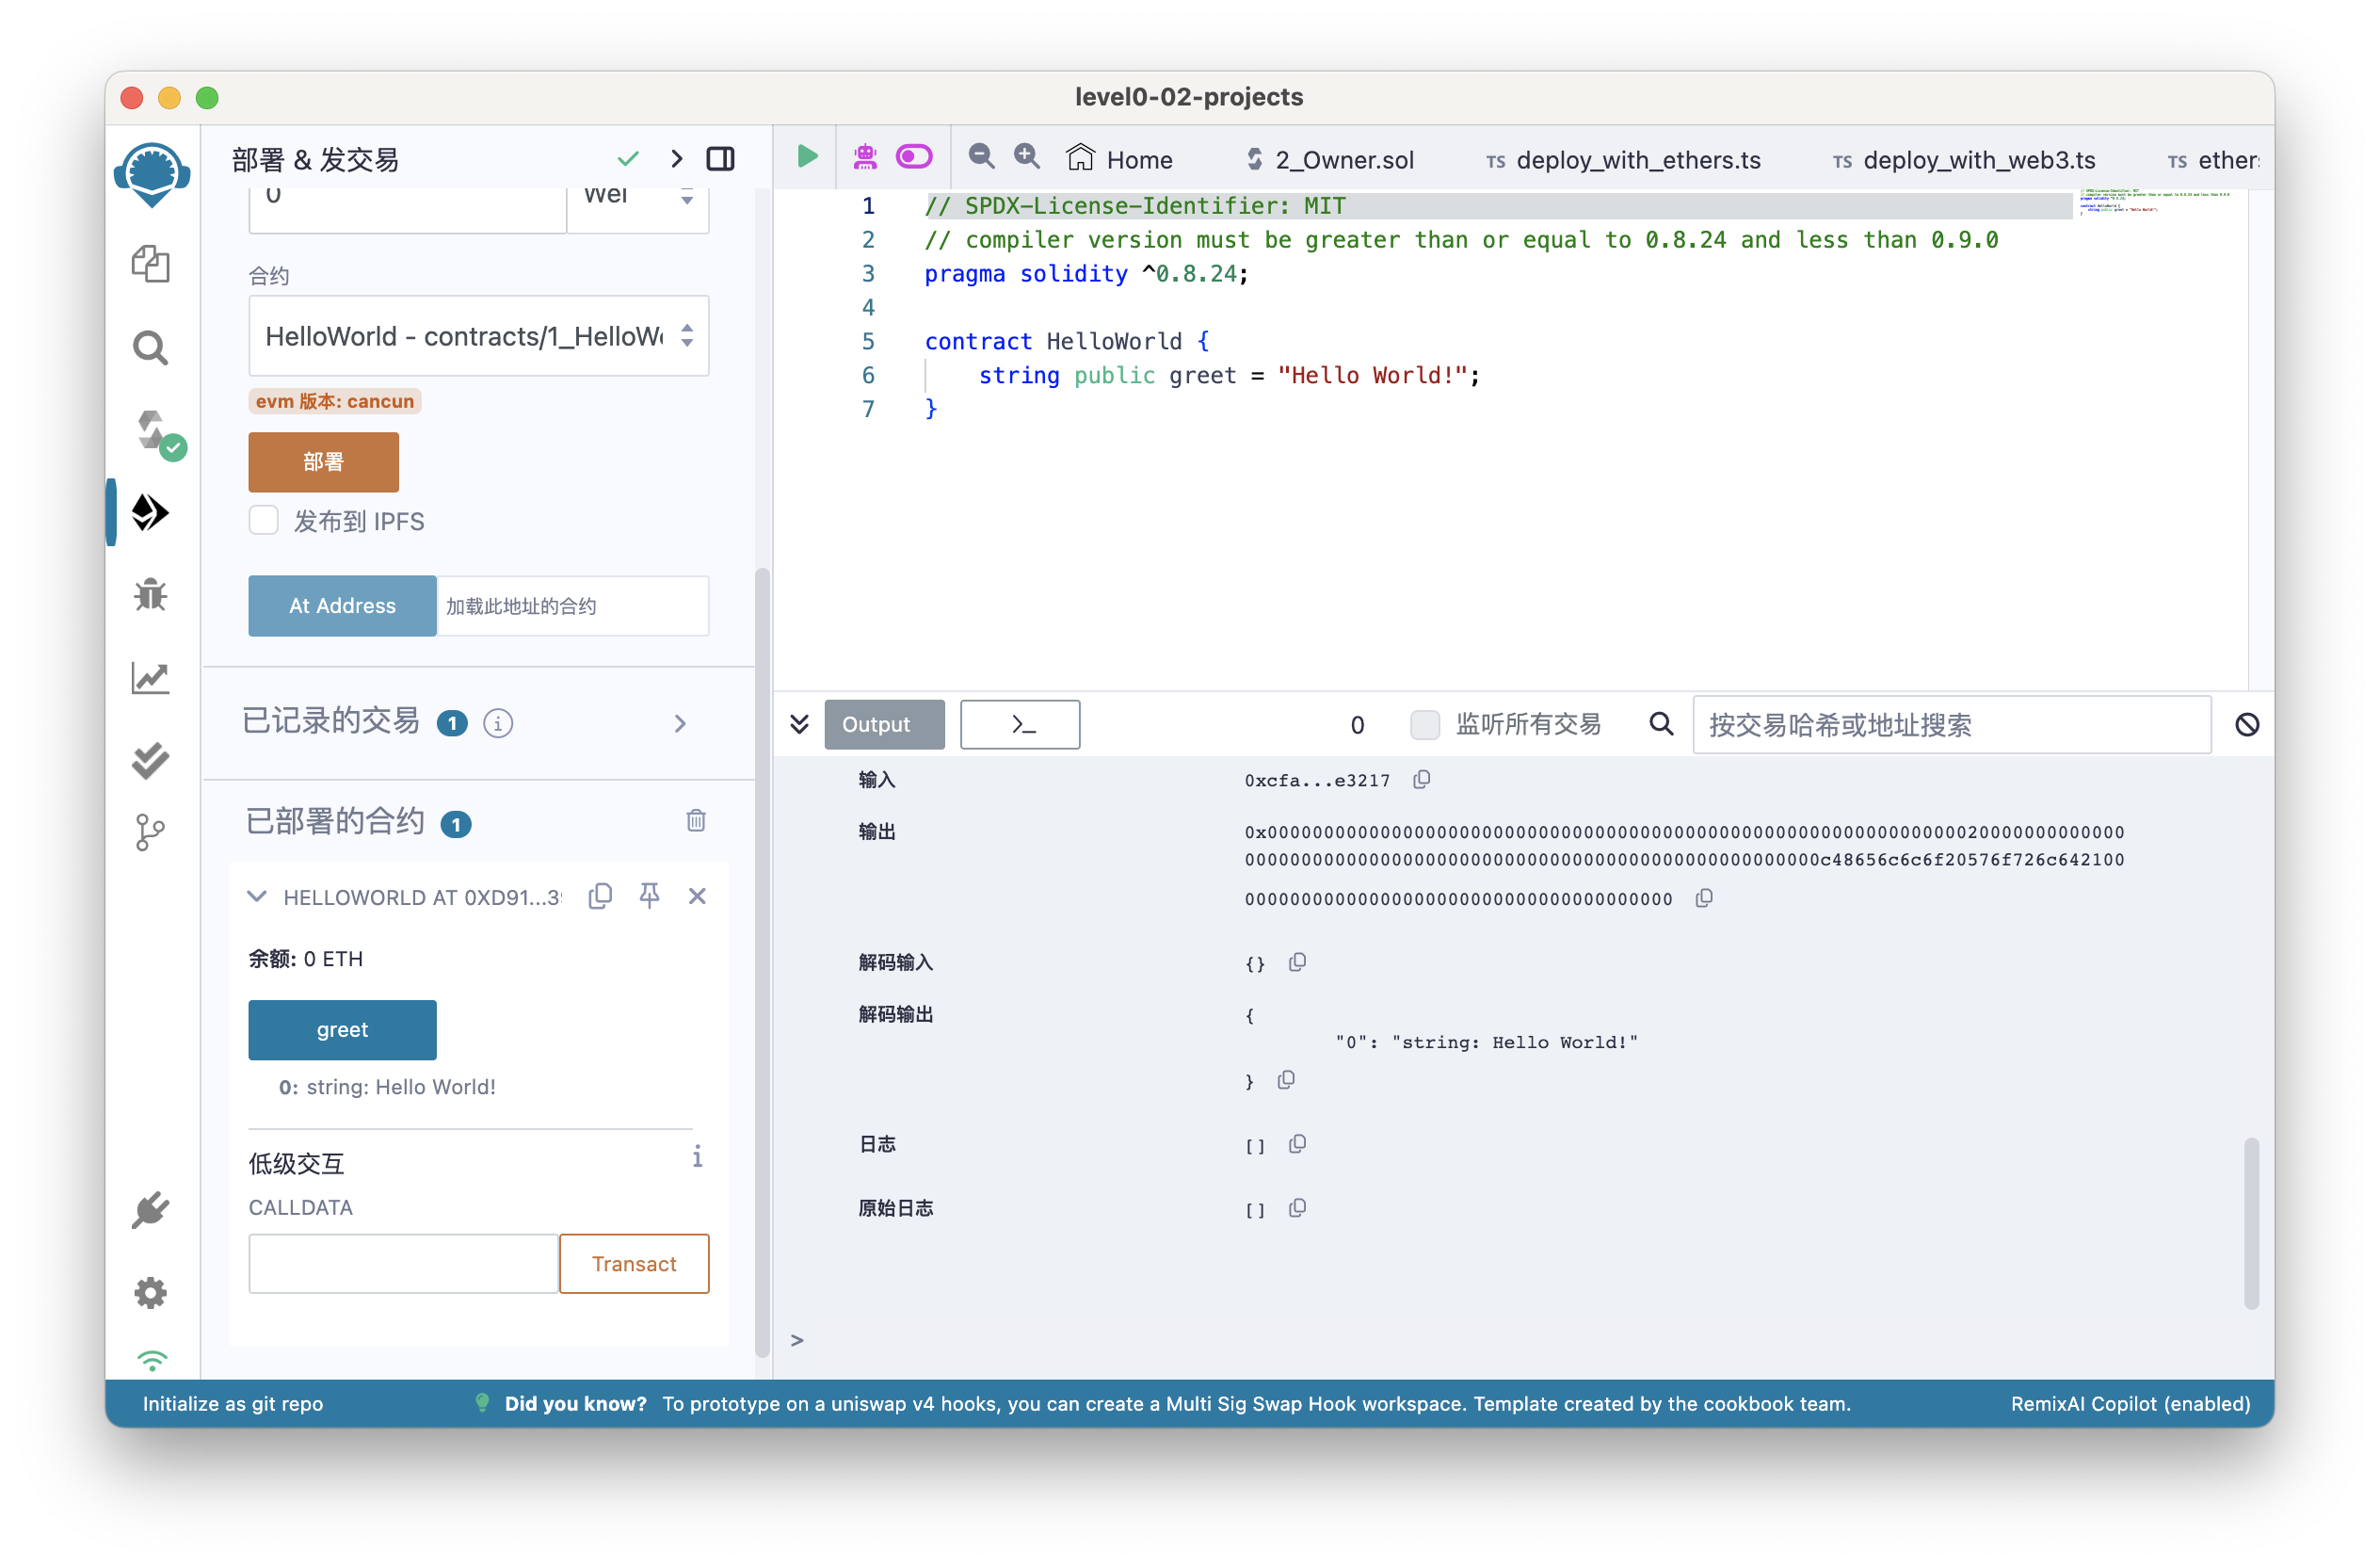 level0-02-projects
部署 & 发交易
0
Wei
合约
HelloWorld - contracts/1_HelloWo
evm 版本: cancun
部署
发布到 IPFS
At Address
加载此地址的合约
已记录的交易 1
已部署的合约 1
HELLOWORLD AT 0XD91...39
余额: 0 ETH
greet
0: string: Hello World!
低级交互
CALLDATA
Transact
Home
2_Owner.sol
TS deploy_with_ethers.ts
TS deploy_with_web3.ts
TS ether
1 // SPDX-License-Identifier: MIT
2 // compiler version must be greater than or equal to 0.8.24 and less than 0.9.0
3 pragma solidity ^0.8.24;
4
5 contract HelloWorld {
6 string public greet = "Hello World!";
7 }
Output
>_
0
监听所有交易
按交易哈希或地址搜索
输入 0xcfa...e3217
输出 0x00000000000000000000000000000000000000000000000000000000000000200000000000000
000000000000000000000000000000000000000000000000000c48656c6c6f20576f726c642100
00000000000000000000000000000000000000
解码输入 {}
解码输出 {
"0": "string: Hello World!"
}
日志 []
原始日志 []
>
Initialize as git repo
Did you know? To prototype on a uniswap v4 hooks, you can create a Multi Sig Swap Hook workspace. Template created by the cookbook team.
RemixAI Copilot (enabled)